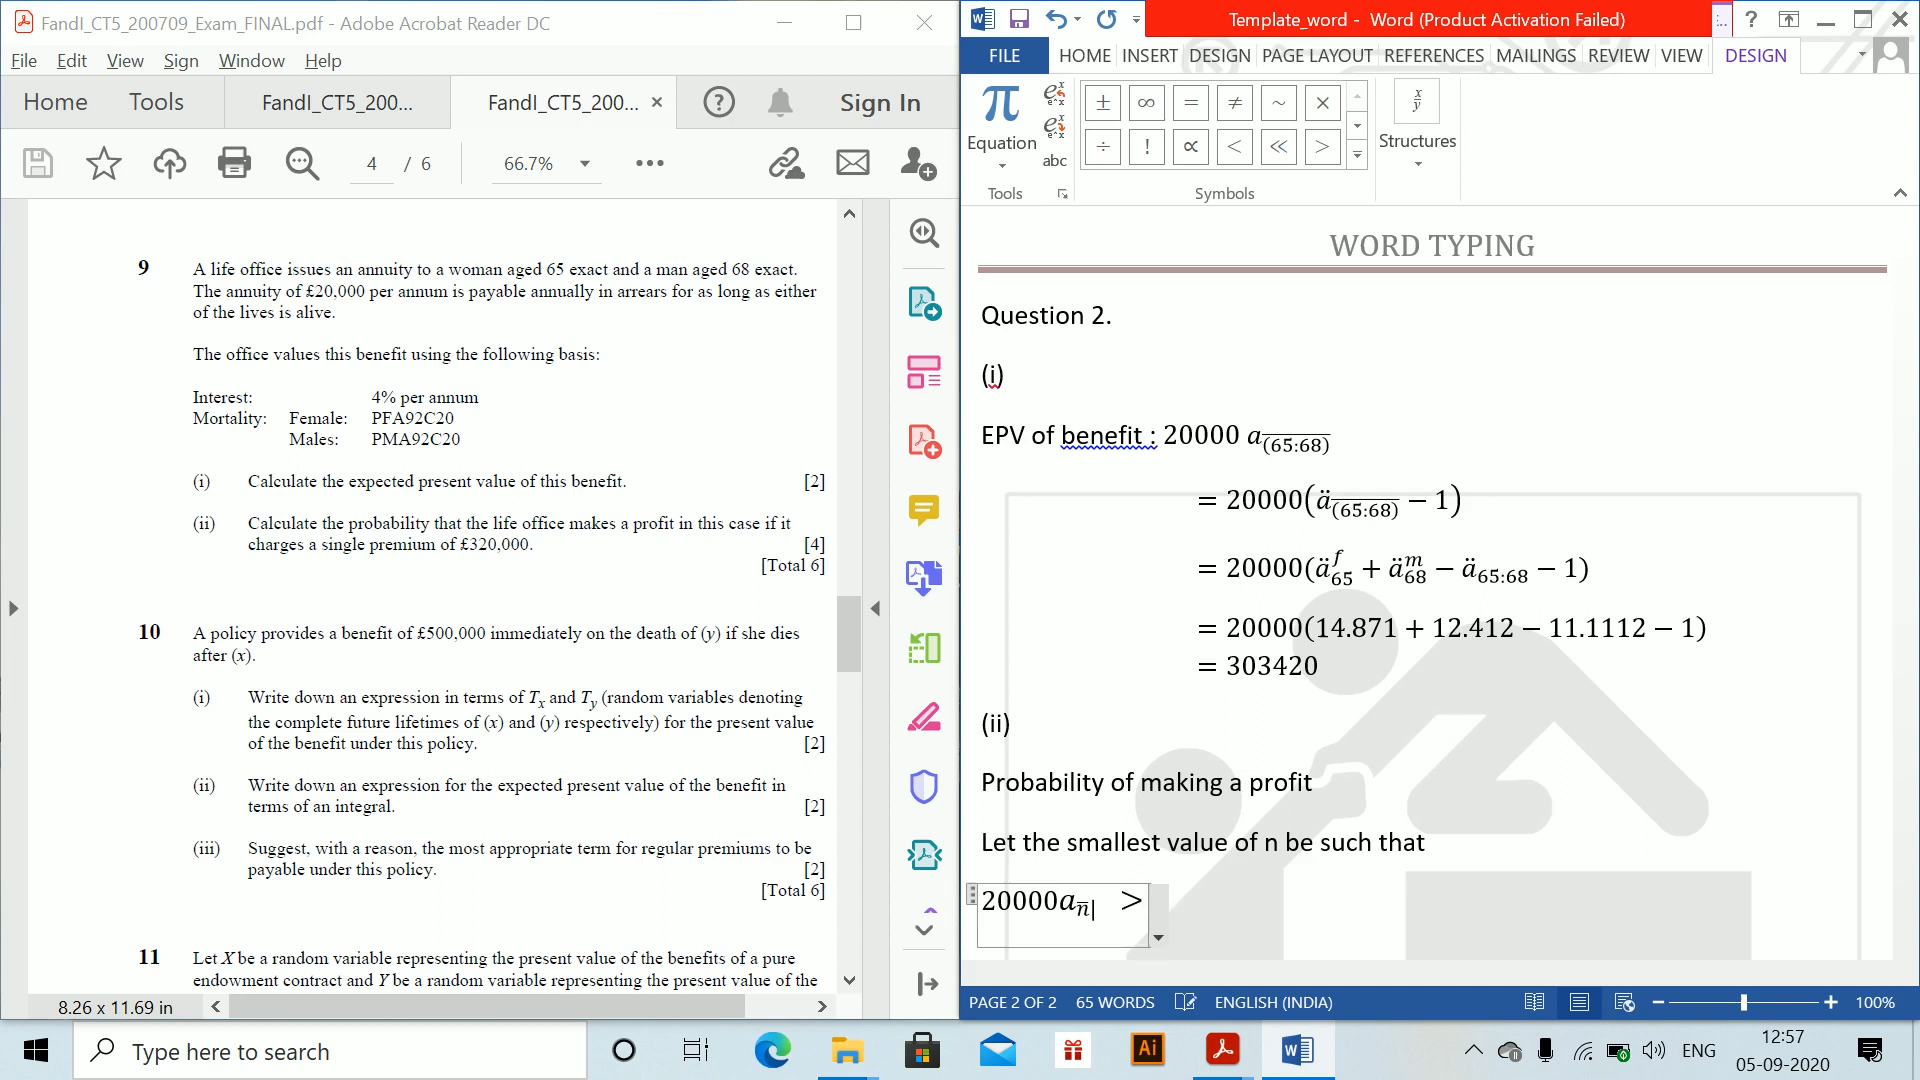 FandI_CT5_200709_Exam_FINAL.pdf - Adobe Acrobat Reader DC
File Edit View Sign Window Help
Home Tools FandI_CT5_200... FandI_CT5_200... × Sign In
4 / 6 66.7%
9 A life office issues an annuity to a woman aged 65 exact and a man aged 68 exact.
The annuity of £20,000 per annum is payable annually in arrears for as long as either
of the lives is alive.
The office values this benefit using the following basis:
Interest: 4% per annum
Mortality: Female: PFA92C20
Males: PMA92C20
(i) Calculate the expected present value of this benefit. [2]
(ii) Calculate the probability that the life office makes a profit in this case if it
charges a single premium of £320,000. [4]
[Total 6]
10 A policy provides a benefit of £500,000 immediately on the death of (y) if she dies
after (x).
(i) Write down an expression in terms of Tx and Ty (random variables denoting
the complete future lifetimes of (x) and (y) respectively) for the present value
of the benefit under this policy. [2]
(ii) Write down an expression for the expected present value of the benefit in
terms of an integral. [2]
(iii) Suggest, with a reason, the most appropriate term for regular premiums to be
payable under this policy. [2]
[Total 6]
11 Let X be a random variable representing the present value of the benefits of a pure
endowment contract and Y be a random variable representing the present value of the
8.26 x 11.69 in
Template_word - Word (Product Activation Failed)
FILE HOME INSERT DESIGN PAGE LAYOUT REFERENCES MAILINGS REVIEW VIEW DESIGN
π Equation abc ± ∞ = ≠ ~ × ÷ ! ∝ < ≪ > Structures
Tools Symbols
WORD TYPING
Question 2.
(i)
EPV of benefit : 20000 a_{\overline{(65:68)}}
= 20000(ä_{\overline{(65:68)}} − 1)
= 20000(ä_{65}^{f} + ä_{68}^{m} − ä_{65:68} − 1)
= 20000(14.871 + 12.412 − 11.1112 − 1)
= 303420
(ii)
Probability of making a profit
Let the smallest value of n be such that
20000a_{\overline{n}|} >
PAGE 2 OF 2 65 WORDS ENGLISH (INDIA) 100%
Type here to search
Ai
ENG
12:57
05-09-2020